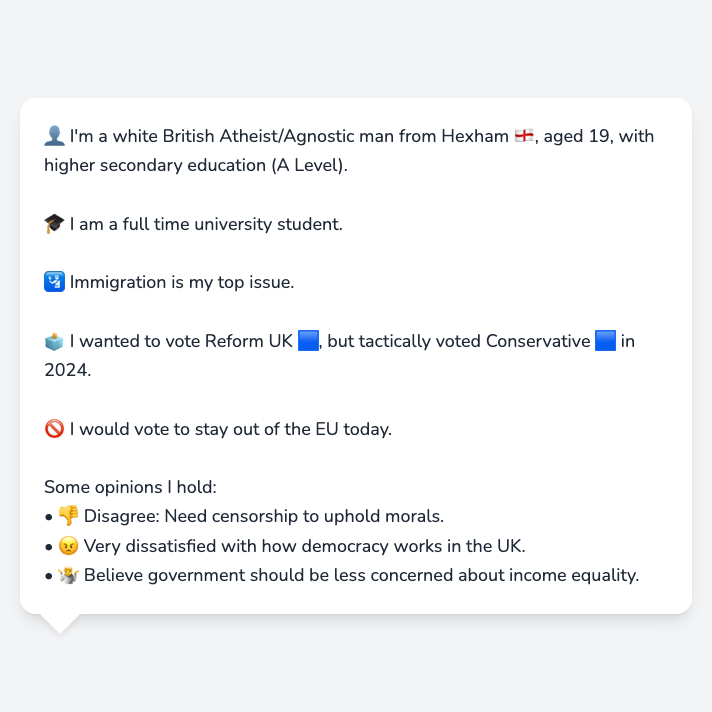 👤 I'm a white British Atheist/Agnostic man from Hexham 🏴󠁧󠁢󠁥󠁮󠁧󠁿, aged 19, with
higher secondary education (A Level).
🎓 I am a full time university student.
🛂 Immigration is my top issue.
🗳️ I wanted to vote Reform UK 🟦, but tactically voted Conservative 🟦 in
2024.
🚫 I would vote to stay out of the EU today.
Some opinions I hold:
• 👎 Disagree: Need censorship to uphold morals.
• 😠 Very dissatisfied with how democracy works in the UK.
• 🤷 Believe government should be less concerned about income equality.